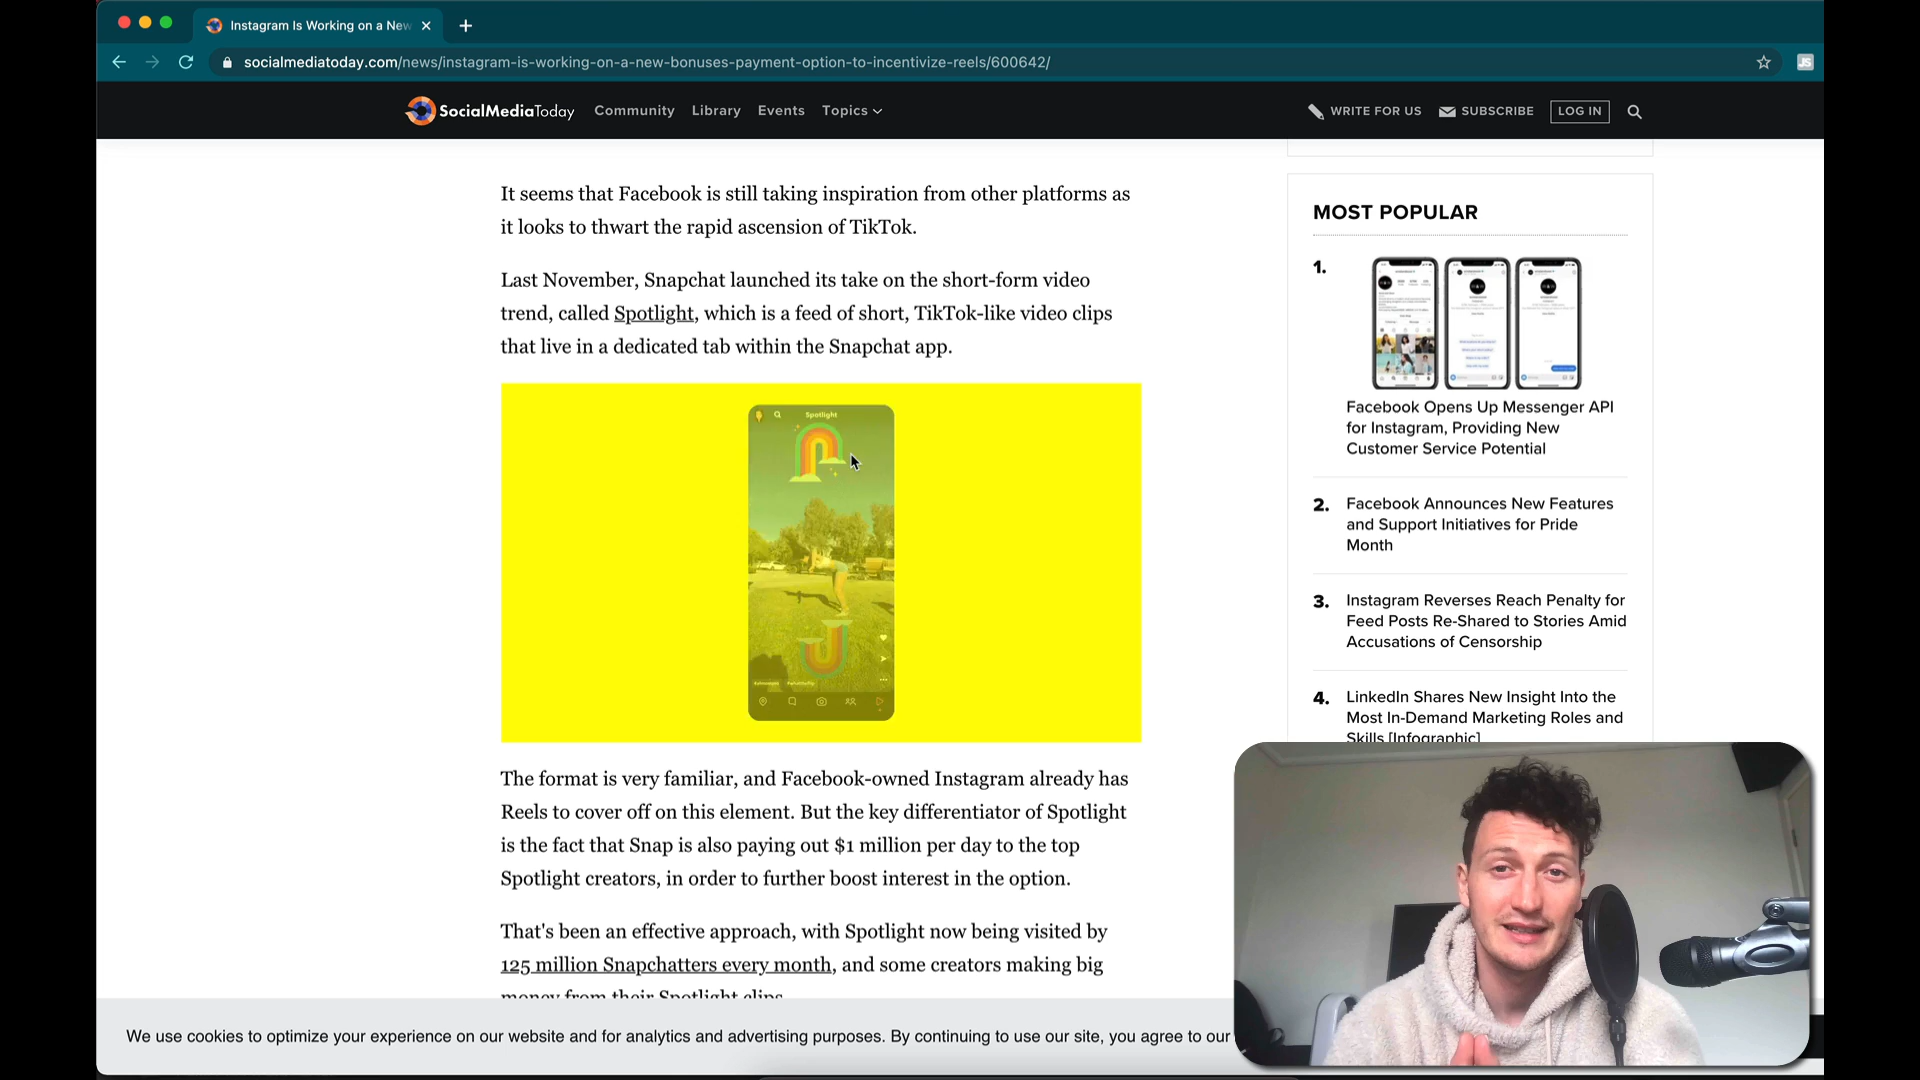 Instagram Is Working on a New
socialmediatoday.com/news/instagram-is-working-on-a-new-bonuses-payment-option-to-incentivize-reels/600642/
JS
SocialMediaToday
Community
Library
Events
Topics
WRITE FOR US
SUBSCRIBE
LOG IN
It seems that Facebook is still taking inspiration from other platforms as
it looks to thwart the rapid ascension of TikTok.
Last November, Snapchat launched its take on the short-form video
trend, called Spotlight, which is a feed of short, TikTok-like video clips
that live in a dedicated tab within the Snapchat app.
Spotlight
The format is very familiar, and Facebook-owned Instagram already has
Reels to cover off on this element. But the key differentiator of Spotlight
is the fact that Snap is also paying out $1 million per day to the top
Spotlight creators, in order to further boost interest in the option.
That's been an effective approach, with Spotlight now being visited by
125 million Snapchatters every month, and some creators making big
money from their Spotlight clips.
MOST POPULAR
1.
Facebook Opens Up Messenger API
for Instagram, Providing New
Customer Service Potential
2. Facebook Announces New Features
and Support Initiatives for Pride
Month
3. Instagram Reverses Reach Penalty for
Feed Posts Re-Shared to Stories Amid
Accusations of Censorship
4. LinkedIn Shares New Insight Into the
Most In-Demand Marketing Roles and
Skills [Infographic]
We use cookies to optimize your experience on our website and for analytics and advertising purposes. By continuing to use our site, you agree to our